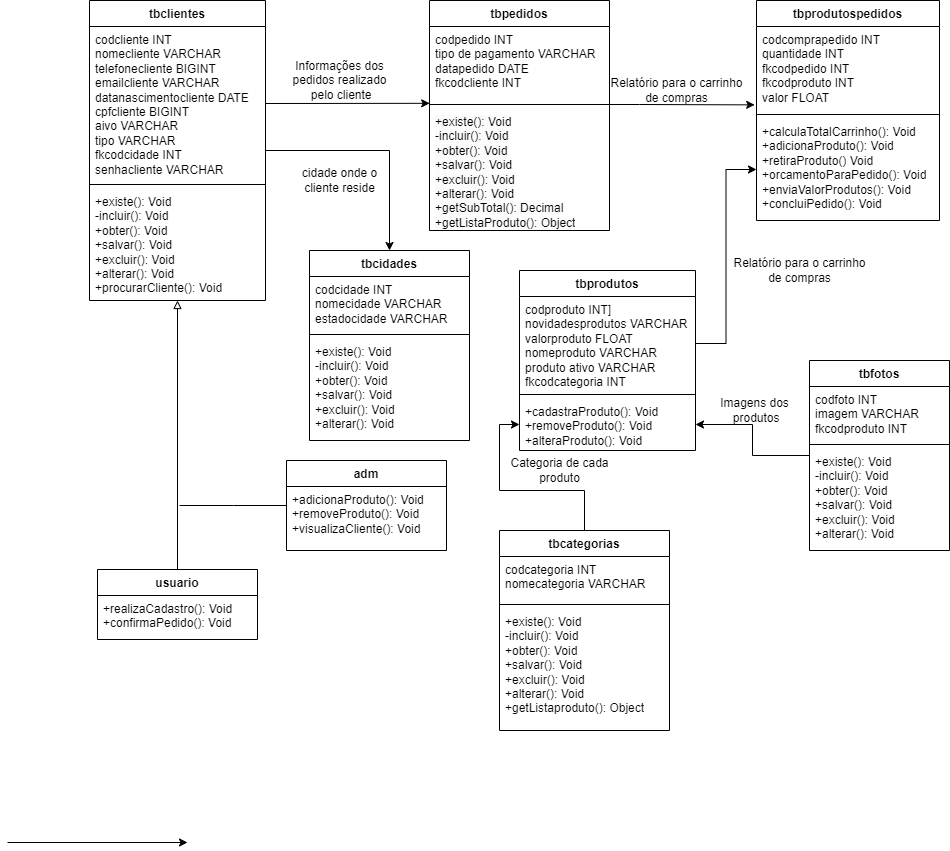 tbclientes
codcliente INT
nomecliente VARCHAR
telefonecliente BIGINT
emailcliente VARCHAR
datanascimentocliente DATE
cpfcliente BIGINT
aivo VARCHAR
tipo VARCHAR
fkcodcidade INT
senhacliente VARCHAR
+existe(): Void
-incluir(): Void
+obter(): Void
+salvar(): Void
+excluir(): Void
+alterar(): Void
+procurarCliente(): Void
Informações dos
pedidos realizado
pelo cliente
tbpedidos
codpedido INT
tipo de pagamento VARCHAR
datapedido DATE
fkcodcliente INT
+existe(): Void
-incluir(): Void
+obter(): Void
+salvar(): Void
+excluir(): Void
+alterar(): Void
+getSubTotal(): Decimal
+getListaProduto(): Object
Relatório para o carrinho
de compras
tbprodutospedidos
codcomprapedido INT
quantidade INT
fkcodpedido INT
fkcodproduto INT
valor FLOAT
+calculaTotalCarrinho(): Void
+adicionaProduto(): Void
+retiraProduto() Void
+orcamentoParaPedido(): Void
+enviaValorProdutos(): Void
+concluiPedido(): Void
cidade onde o
cliente reside
tbcidades
codcidade INT
nomecidade VARCHAR
estadocidade VARCHAR
+existe(): Void
-incluir(): Void
+obter(): Void
+salvar(): Void
+excluir(): Void
+alterar(): Void
tbprodutos
codproduto INT]
novidadesprodutos VARCHAR
valorproduto FLOAT
nomeproduto VARCHAR
produto ativo VARCHAR
fkcodcategoria INT
+cadastraProduto(): Void
+removeProduto(): Void
+alteraProduto(): Void
Relatório para o carrinho
de compras
Imagens dos
produtos
tbfotos
codfoto INT
imagem VARCHAR
fkcodproduto INT
+existe(): Void
-incluir(): Void
+obter(): Void
+salvar(): Void
+excluir(): Void
+alterar(): Void
Categoria de cada
produto
adm
+adicionaProduto(): Void
+removeProduto(): Void
+visualizaCliente(): Void
usuario
+realizaCadastro(): Void
+confirmaPedido(): Void
tbcategorias
codcategoria INT
nomecategoria VARCHAR
+existe(): Void
-incluir(): Void
+obter(): Void
+salvar(): Void
+excluir(): Void
+alterar(): Void
+getListaproduto(): Object